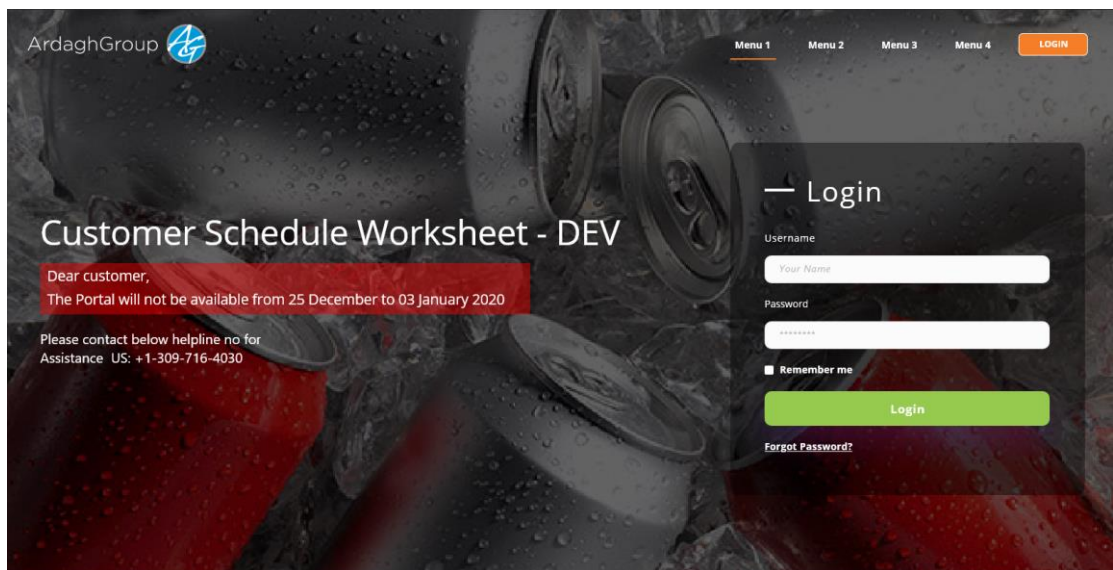 ArdaghGroup AG
Menu 1 Menu 2 Menu 3 Menu 4 LOGIN
Login
Customer Schedule Worksheet - DEV
Username
Your Name
Dear customer,
The Portal will not be available from 25 December to 03 January 2020
Password
********
Please contact below helpline no for
Assistance US: +1-309-716-4030
Remember me
Login
Forgot Password?